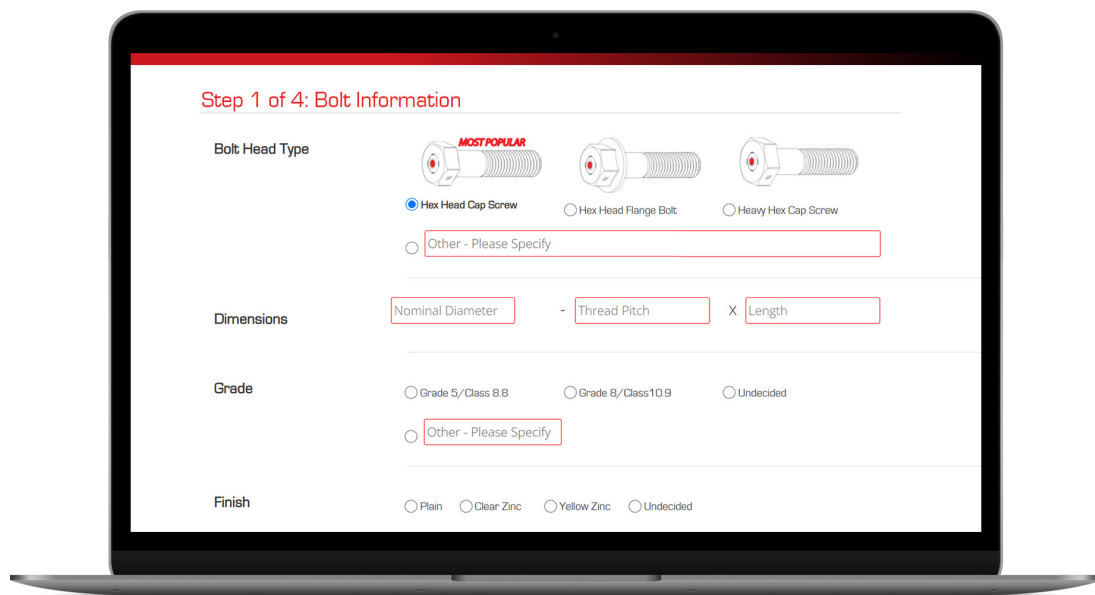 Step 1 of 4: Bolt Information
Bolt Head Type
MOST POPULAR
Hex Head Cap Screw
Hex Head Flange Bolt
Heavy Hex Cap Screw
Other - Please Specify
Dimensions
Nominal Diameter - Thread Pitch X Length
Grade
Grade 5/Class 8.8
Grade 8/Class10.9
Undecided
Other - Please Specify
Finish
Plain
Clear Zinc
Yellow Zinc
Undecided